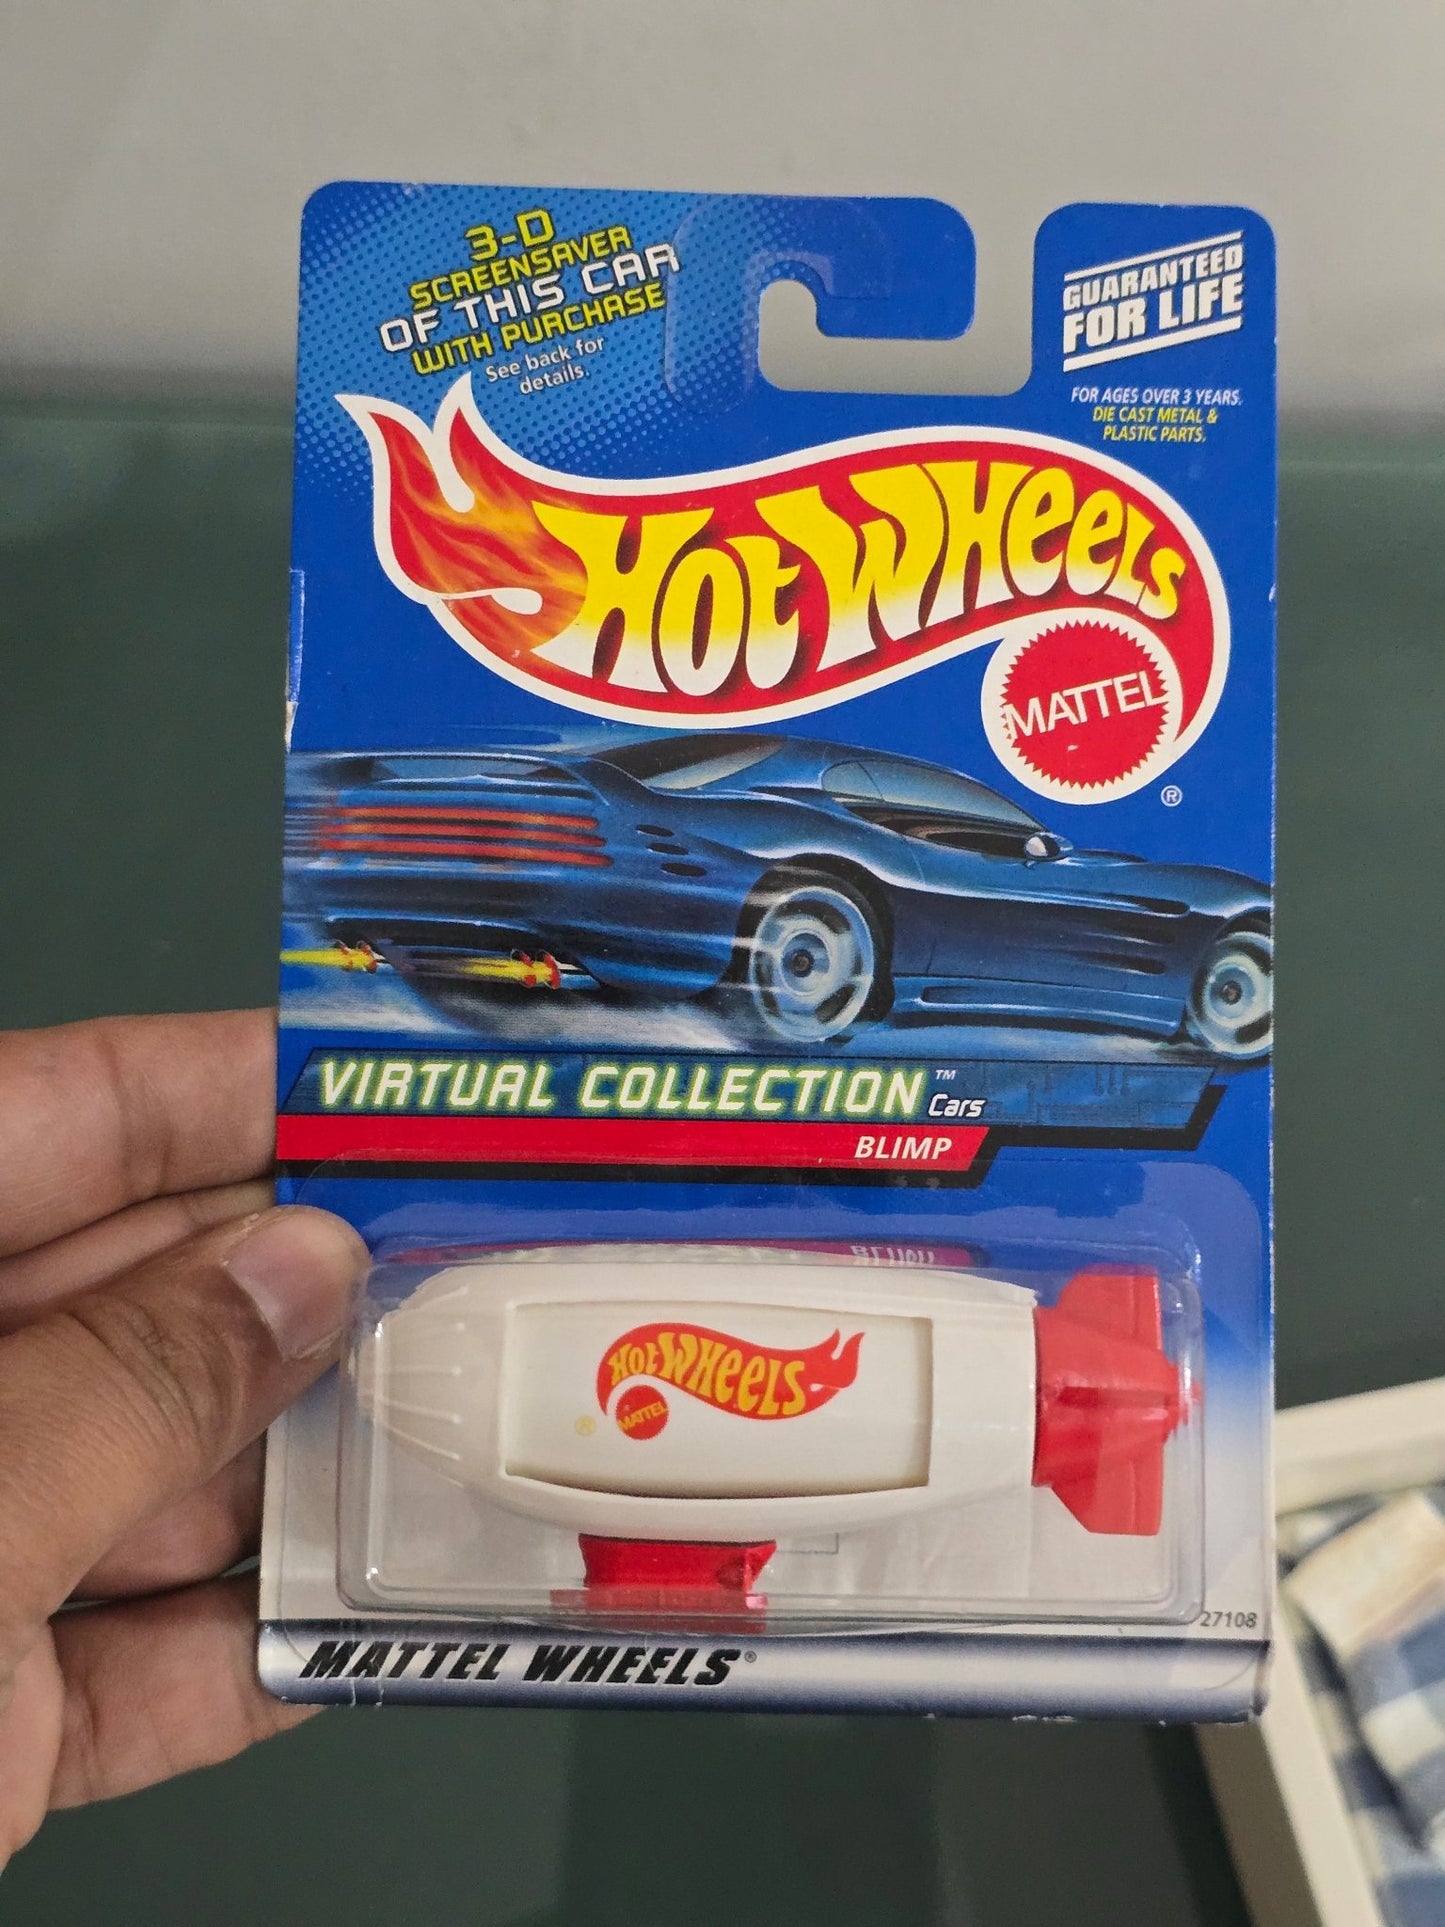 3-D
SCREENSAVER
OF THIS CAR
WITH PURCHASE
See back for
details.
GUARANTEED
FOR LIFE
FOR AGES OVER 3 YEARS.
DIE CAST METAL &
PLASTIC PARTS.
HOT WHEELS
MATTEL
®
VIRTUAL COLLECTION™
Cars
BLIMP
HOT WHEELS
MATTEL
®
27108
MATTEL WHEELS®